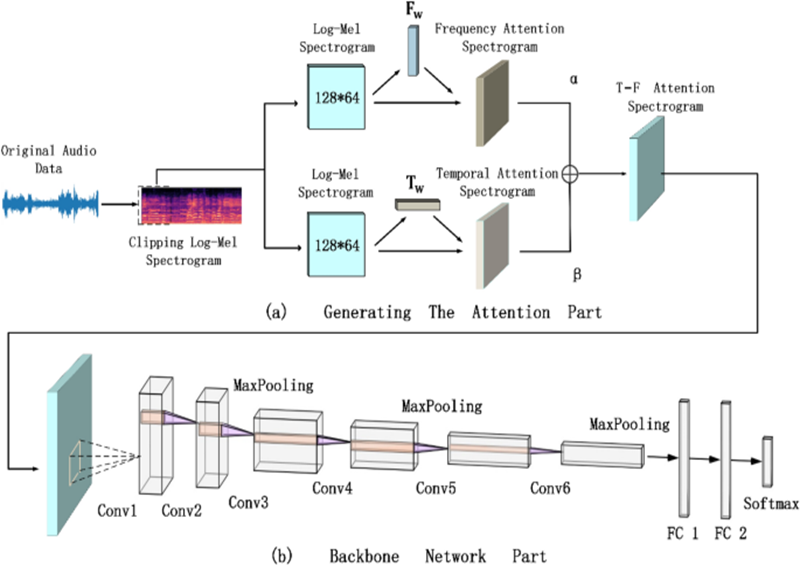 Original Audio
Data
Clipping Log-Mel
Spectrogram
Log-Mel
Spectrogram
128*64
Fw
Frequency Attention
Spectrogram
α
Log-Mel
Spectrogram
128*64
Tw
Temporal Attention
Spectrogram
β
T-F Attention
Spectrogram
(a) Generating The Attention Part
Conv1
Conv2
MaxPooling
Conv3
Conv4
MaxPooling
Conv5
Conv6
MaxPooling
FC 1
FC 2
Softmax
(b) Backbone Network Part